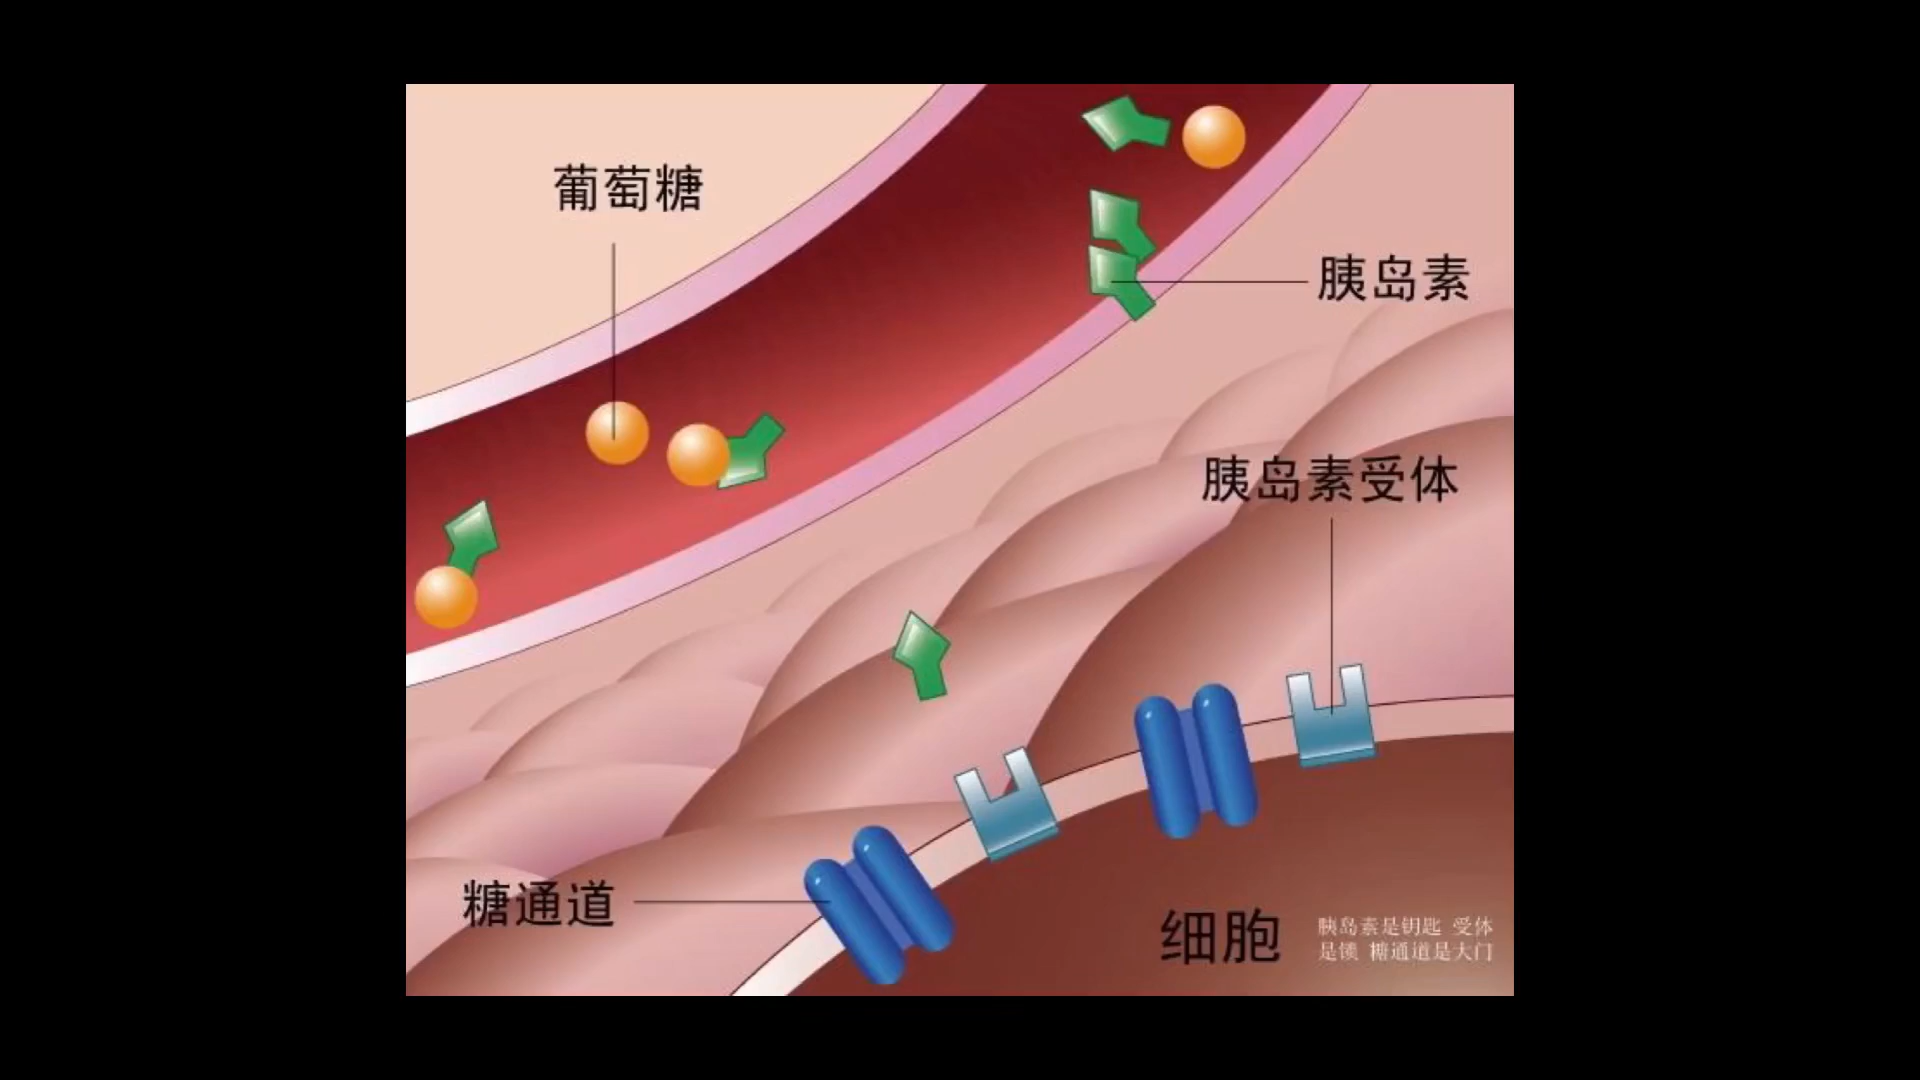 葡萄糖
胰岛素
胰岛素受体
糖通道
细胞
胰岛素是钥匙 受体
是锁 糖通道是大门